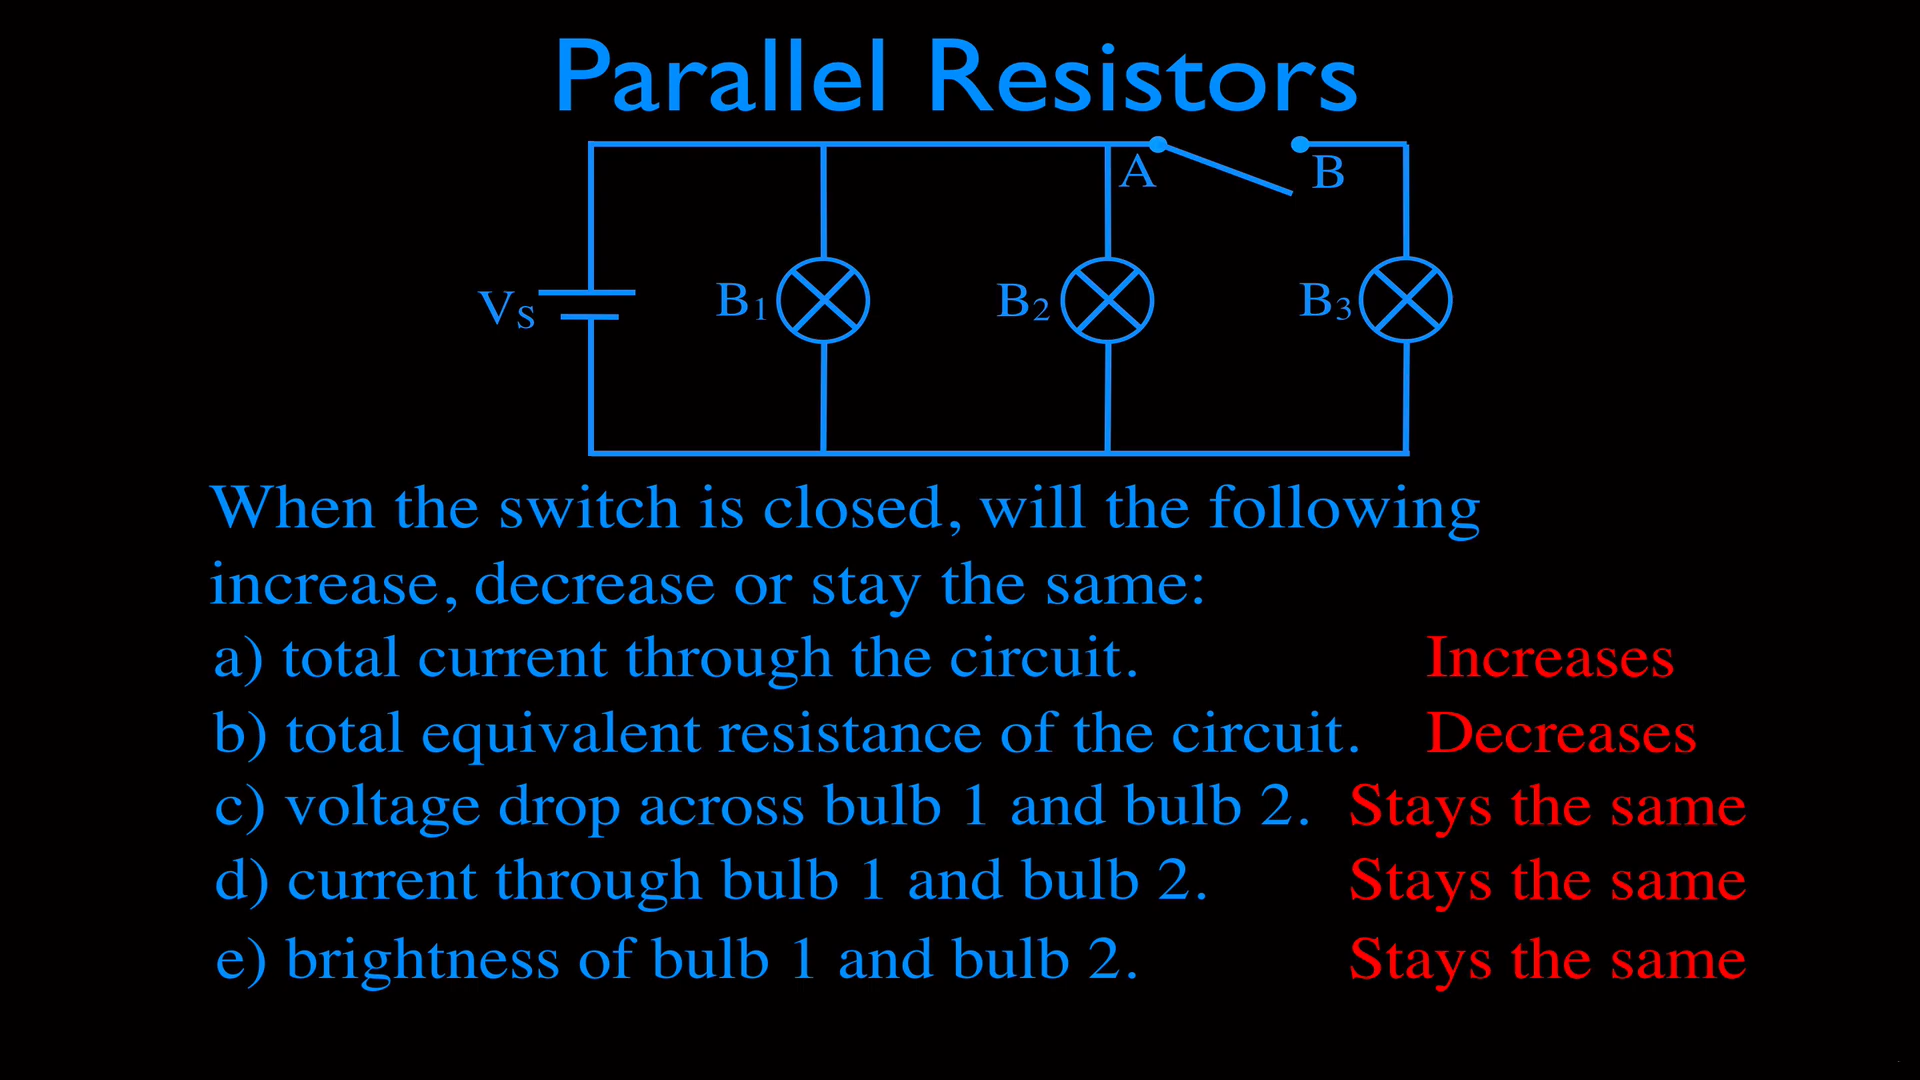 Parallel Resistors
A
B
Vs
B₁
B₂
B₃
When the switch is closed, will the following
increase, decrease or stay the same:
a) total current through the circuit. Increases
b) total equivalent resistance of the circuit. Decreases
c) voltage drop across bulb 1 and bulb 2. Stays the same
d) current through bulb 1 and bulb 2. Stays the same
e) brightness of bulb 1 and bulb 2. Stays the same